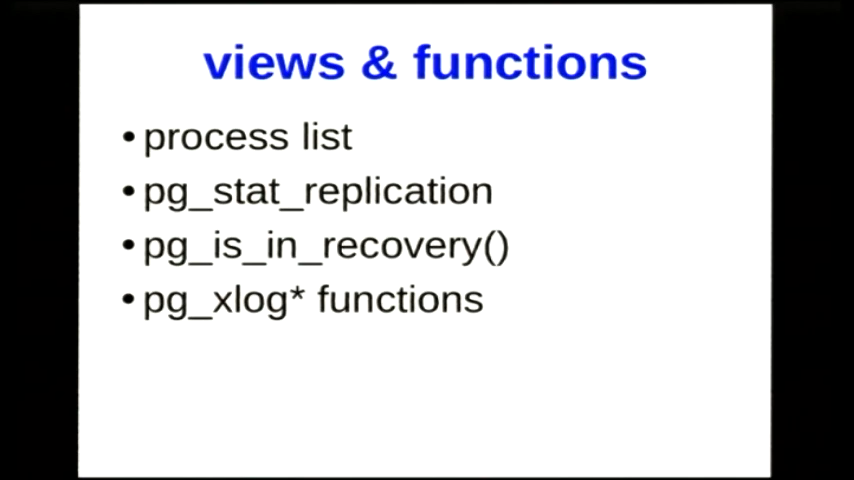 views & functions
• process list
• pg_stat_replication
• pg_is_in_recovery()
• pg_xlog* functions